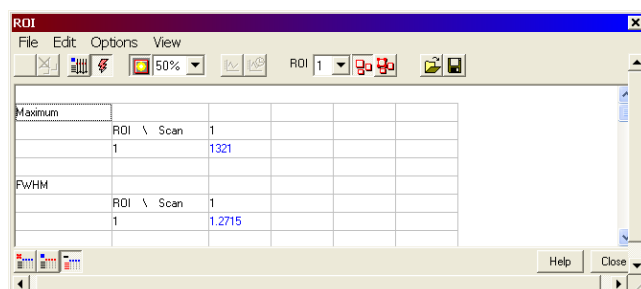 ROI
File Edit Options View
50% ROI 1
Maximum
ROI \ Scan 1
1 1321
FWHM
ROI \ Scan 1
1 1.2715
Help Close